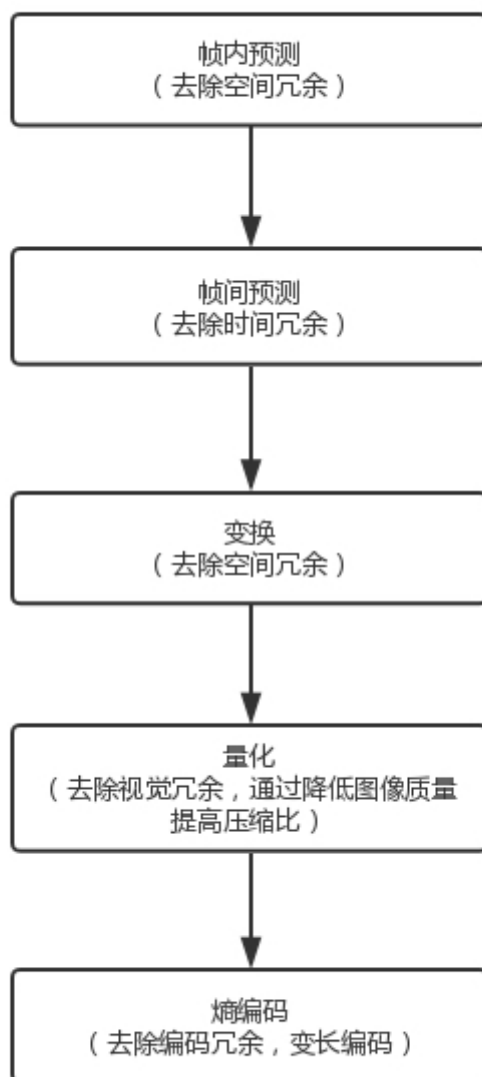 帧内预测
（去除空间冗余）
帧间预测
（去除时间冗余）
变换
（去除空间冗余）
量化
（去除视觉冗余，通过降低图像质量
提高压缩比）
熵编码
（去除编码冗余，变长编码）